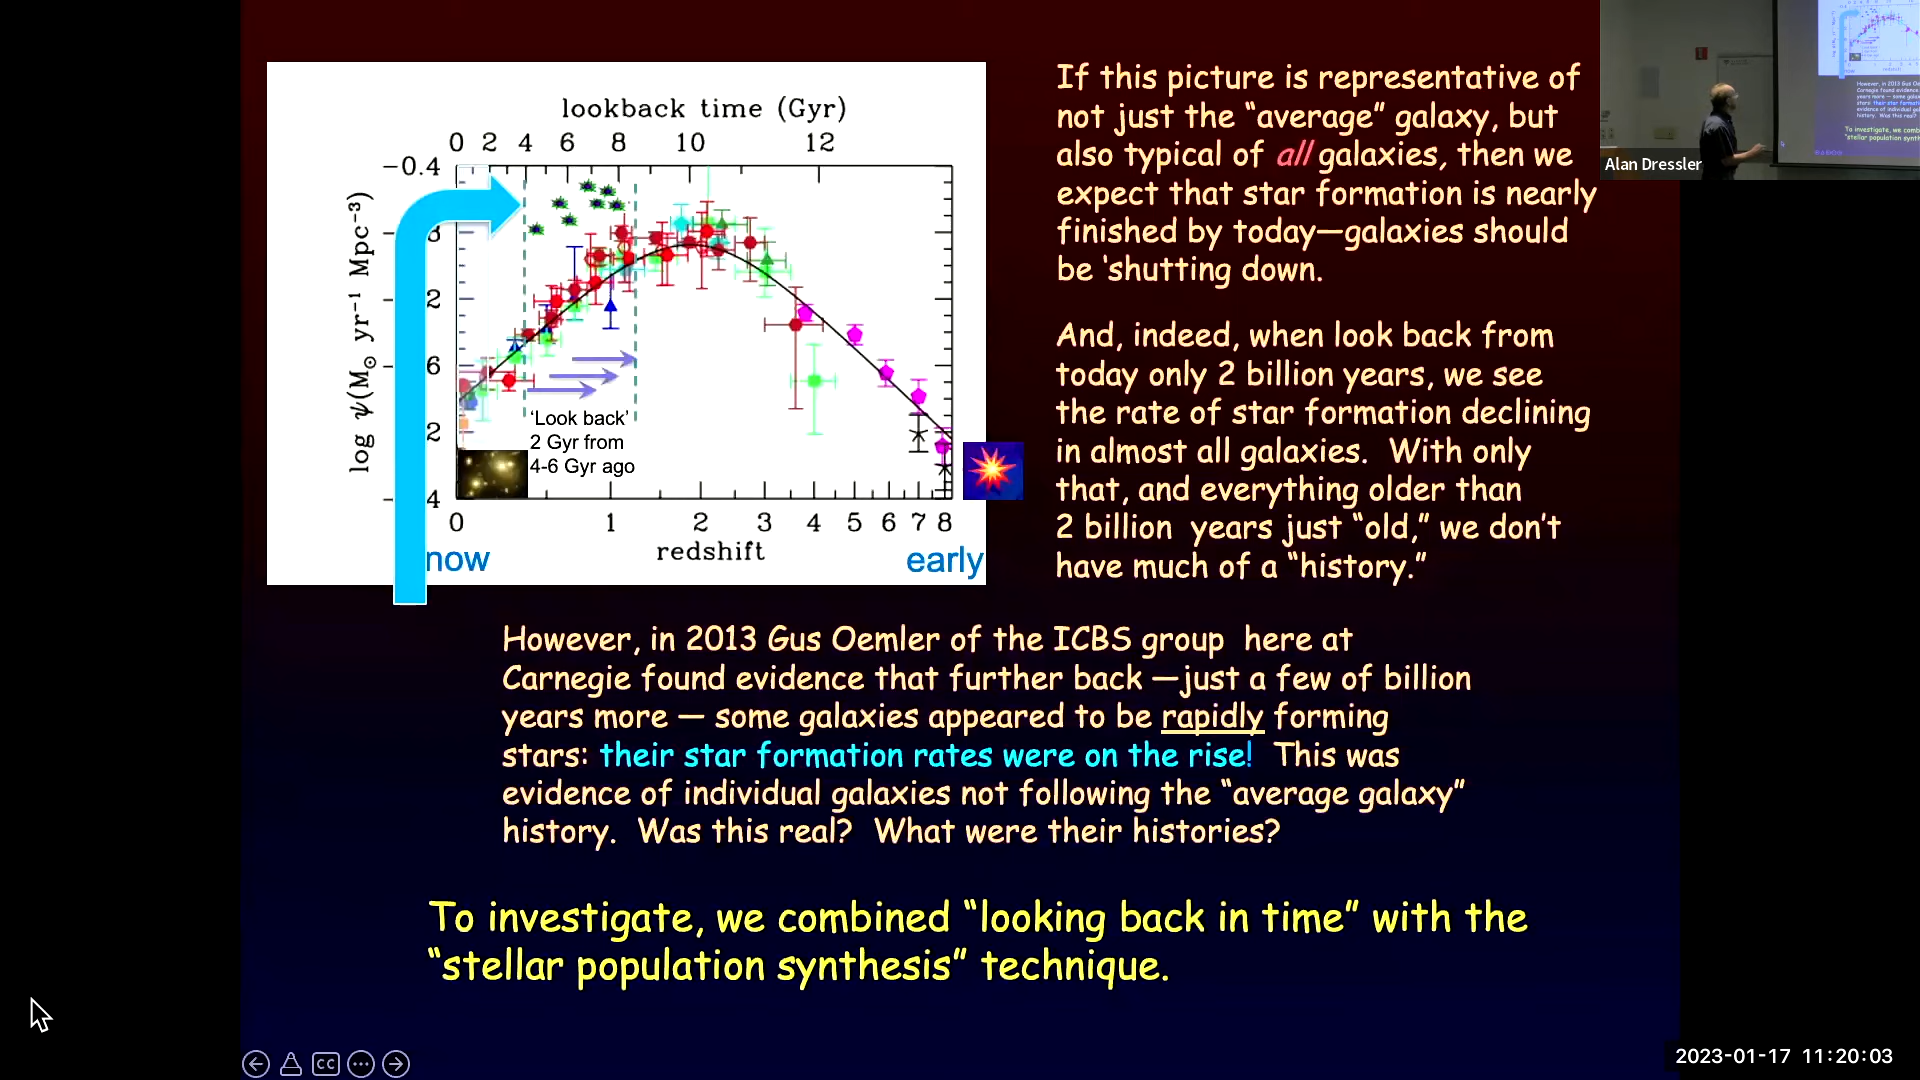 lookback time (Gyr)
0 2 4 6 8 10 12
-0.4
8
2
6
2
4
log ψ(M⊙ yr⁻¹ Mpc⁻³)
'Look back'
2 Gyr from
4-6 Gyr ago
0 1 2 3 4 5 6 7 8
redshift
now
early
If this picture is representative of
not just the “average” galaxy, but
also typical of all galaxies, then we
expect that star formation is nearly
finished by today—galaxies should
be ‘shutting down.
And, indeed, when look back from
today only 2 billion years, we see
the rate of star formation declining
in almost all galaxies. With only
that, and everything older than
2 billion years just “old,” we don’t
have much of a “history.”
However, in 2013 Gus Oemler of the ICBS group here at
Carnegie found evidence that further back —just a few of billion
years more — some galaxies appeared to be rapidly forming
stars: their star formation rates were on the rise! This was
evidence of individual galaxies not following the “average galaxy”
history. Was this real? What were their histories?
To investigate, we combined “looking back in time” with the
“stellar population synthesis” technique.
Alan Dressler
CC
2023-01-17 11:20:03